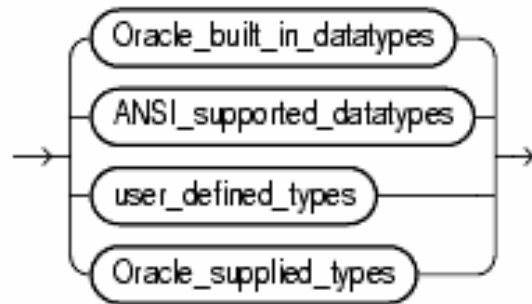 Oracle_built_in_datatypes
ANSI_supported_datatypes
user_defined_types
Oracle_supplied_types